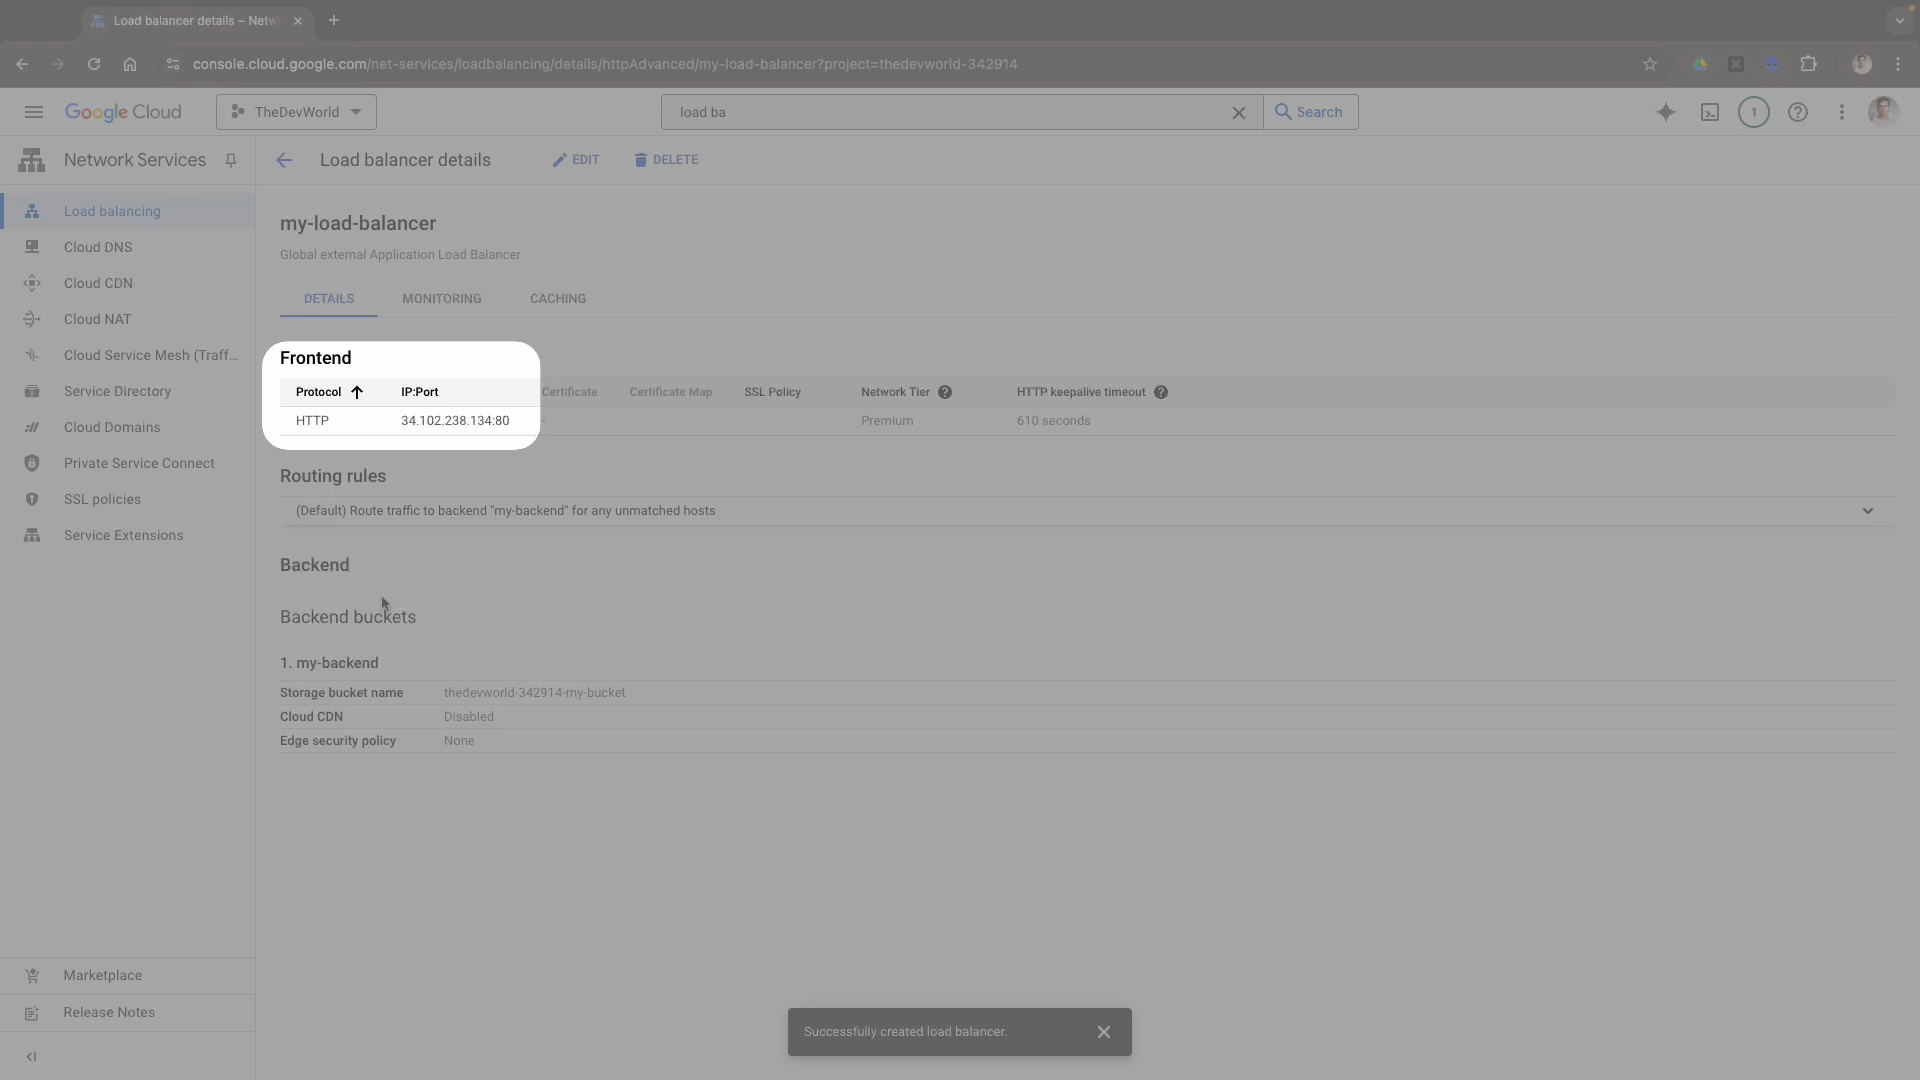 Load balancer details – Netw
console.cloud.google.com/net-services/loadbalancing/details/httpAdvanced/my-load-balancer?project=thedevworld-342914
Google Cloud
TheDevWorld
load ba
Search
1
Network Services
Load balancer details
EDIT
DELETE
Load balancing
Cloud DNS
Cloud CDN
Cloud NAT
Cloud Service Mesh (Traff...
Service Directory
Cloud Domains
Private Service Connect
SSL policies
Service Extensions
Marketplace
Release Notes
my-load-balancer
Global external Application Load Balancer
DETAILS MONITORING CACHING
Frontend
Protocol IP:Port Certificate Certificate Map SSL Policy Network Tier HTTP keepalive timeout
HTTP 34.102.238.134:80 - Premium 610 seconds
Routing rules
(Default) Route traffic to backend "my-backend" for any unmatched hosts
Backend
Backend buckets
1. my-backend
Storage bucket name thedevworld-342914-my-bucket
Cloud CDN Disabled
Edge security policy None
Successfully created load balancer.